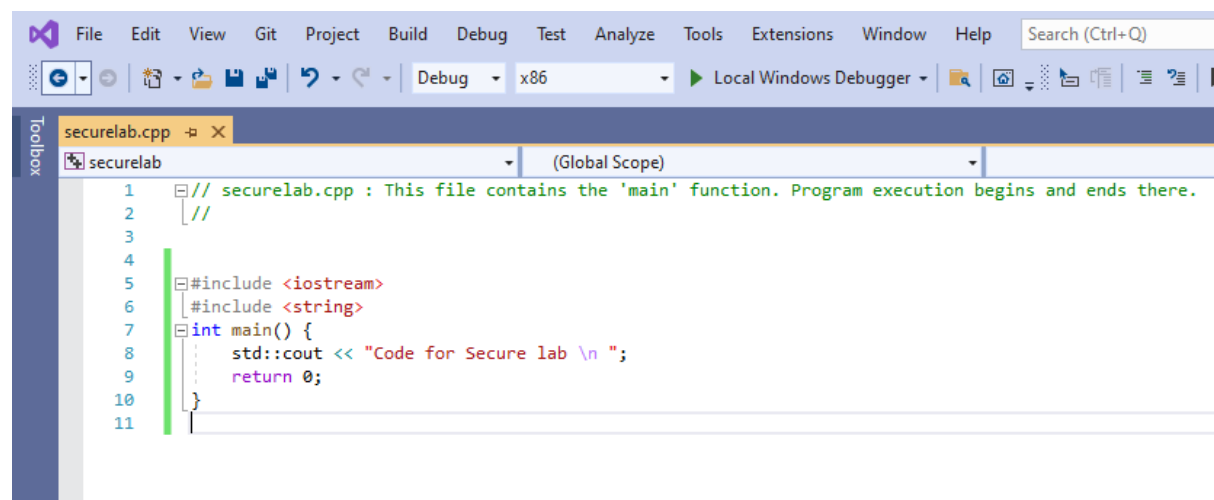 File Edit View Git Project Build Debug Test Analyze Tools Extensions Window Help Search (Ctrl+Q)
Debug x86 Local Windows Debugger
Toolbox
securelab.cpp
securelab (Global Scope)
1 // securelab.cpp : This file contains the 'main' function. Program execution begins and ends there.
2 //
3
4
5 #include <iostream>
6 #include <string>
7 int main() {
8 std::cout << "Code for Secure lab \n ";
9 return 0;
10 }
11